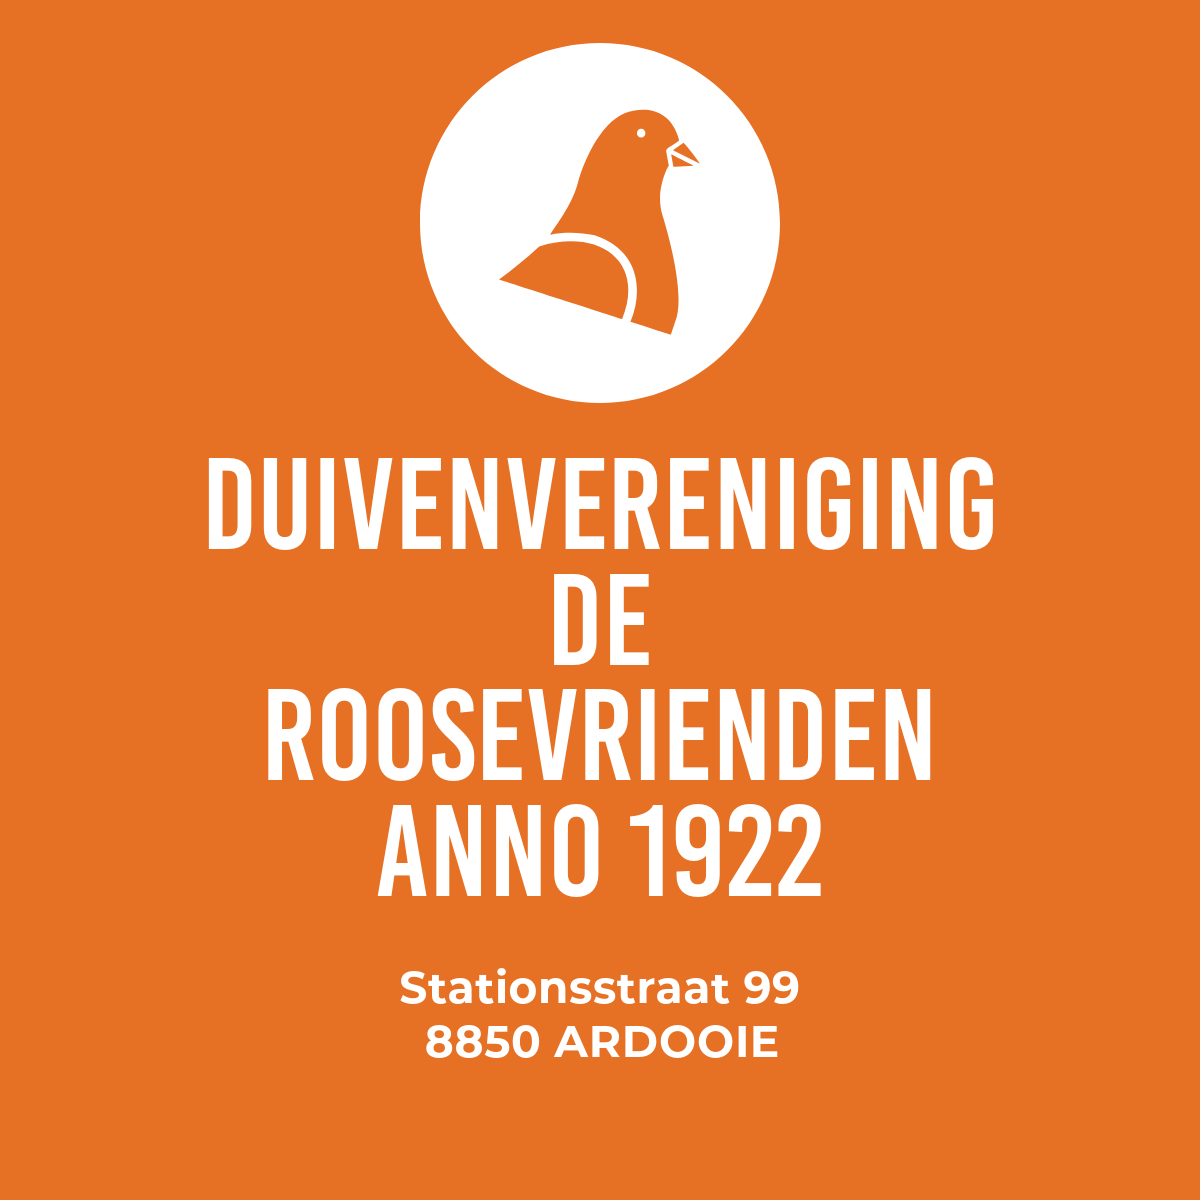 DUIVENVERENIGING
DE
ROOSEVRIENDEN
ANNO 1922
Stationsstraat 99
8850 ARDOOIE